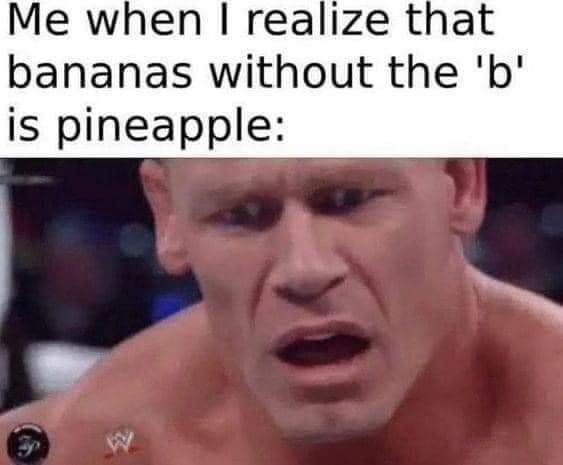 Me when I realize that
bananas without the 'b'
is pineapple: